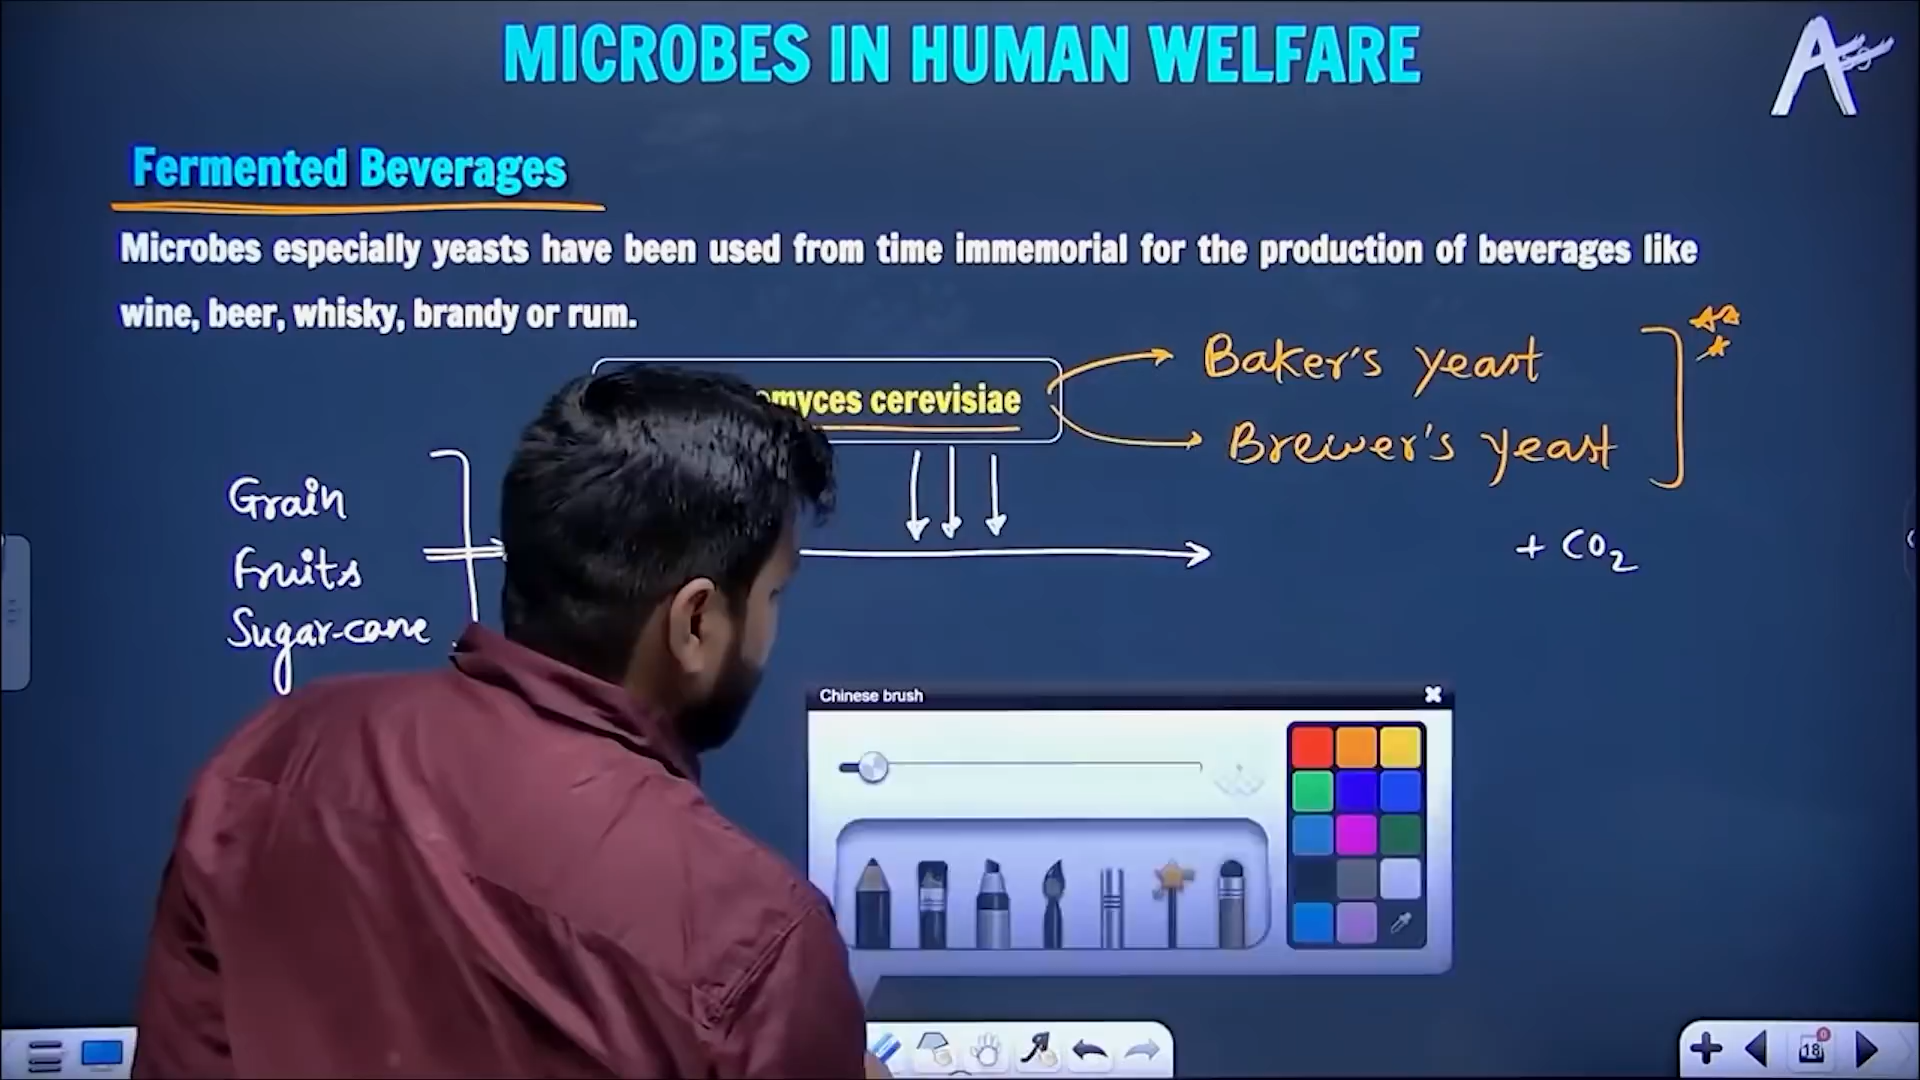 MICROBES IN HUMAN WELFARE
Fermented Beverages
Microbes especially yeasts have been used from time immemorial for the production of beverages like
wine, beer, whisky, brandy or rum.
omyces cerevisiae
Baker's yeast
Brewer's yeast
Grain
Fruits
Sugar-cane
+ CO2
Chinese brush
18
0